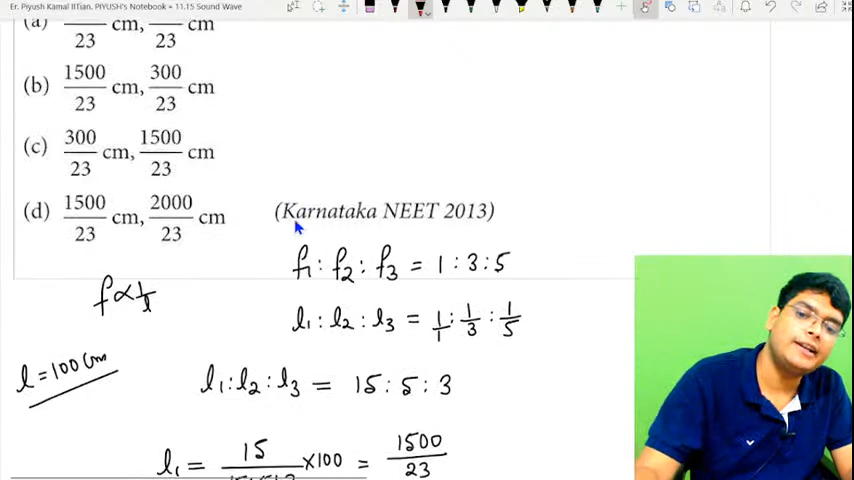 Er. Piyush Kamal IITian. PIYUSH's Notebook » 11.15 Sound Wave
(a) /23 cm, /23 cm
(b) 1500/23 cm, 300/23 cm
(c) 300/23 cm, 1500/23 cm
(d) 1500/23 cm, 2000/23 cm (Karnataka NEET 2013)
f₁ : f₂ : f₃ = 1 : 3 : 5
f ∝ 1/l
l₁ : l₂ : l₃ = 1/1 : 1/3 : 1/5
l = 100 cm
l₁ : l₂ : l₃ = 15 : 5 : 3
l₁ = 15/ ×100 = 1500/23